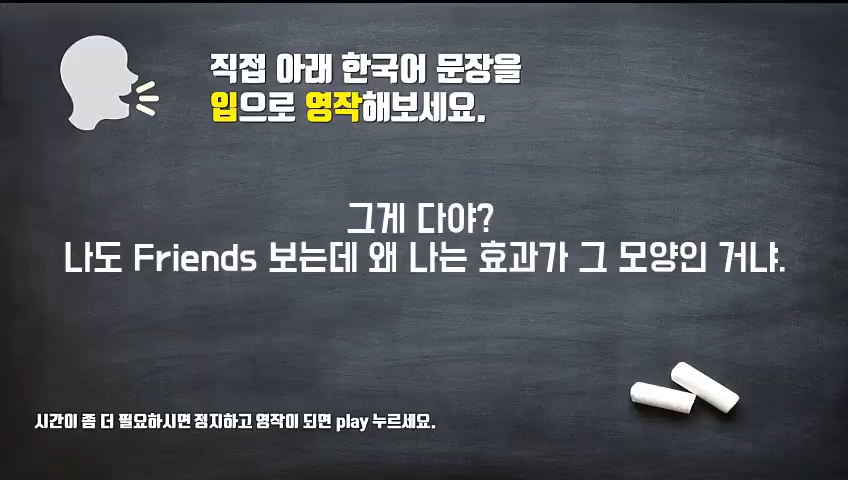 직접 아래 한국어 문장을
입으로 영작해보세요.
그게 다야?
나도 Friends 보는데 왜 나는 효과가 그 모양인 거냐.
시간이 좀 더 필요하시면 정지하고 영작이 되면 play 누르세요.